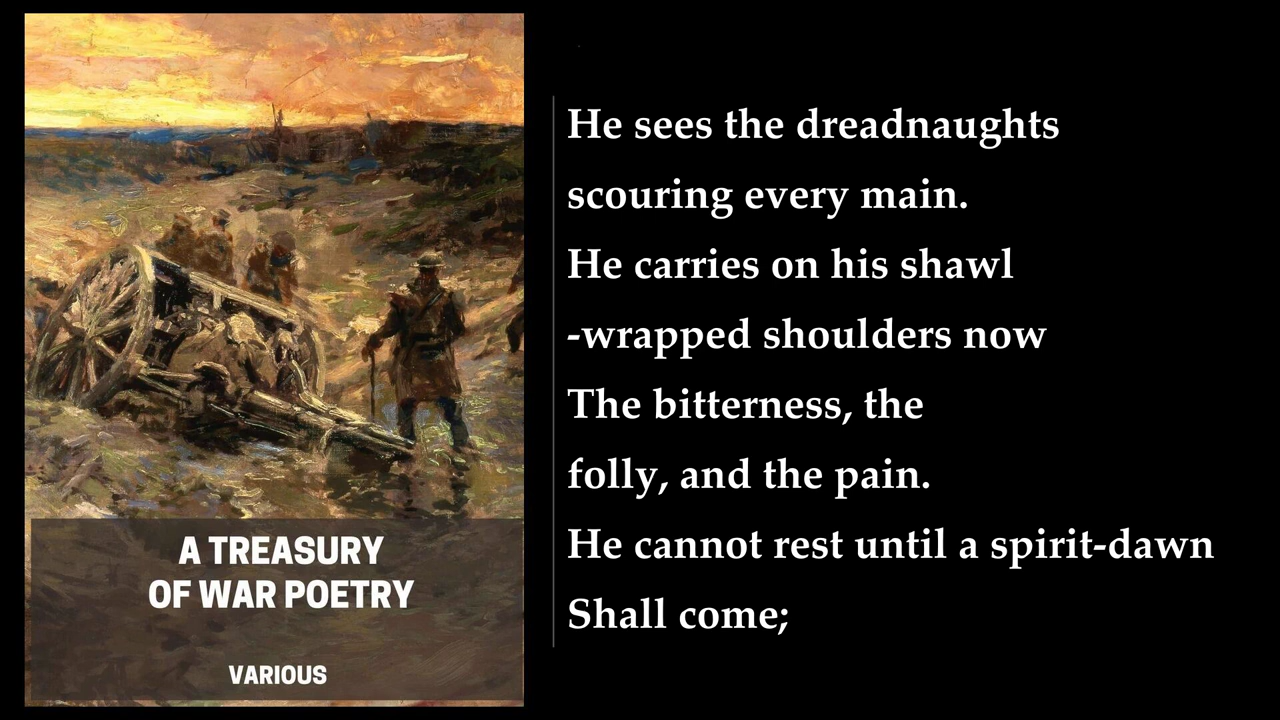 A TREASURY
OF WAR POETRY
VARIOUS
He sees the dreadnaughts
scouring every main.
He carries on his shawl
-wrapped shoulders now
The bitterness, the
folly, and the pain.
He cannot rest until a spirit-dawn
Shall come;